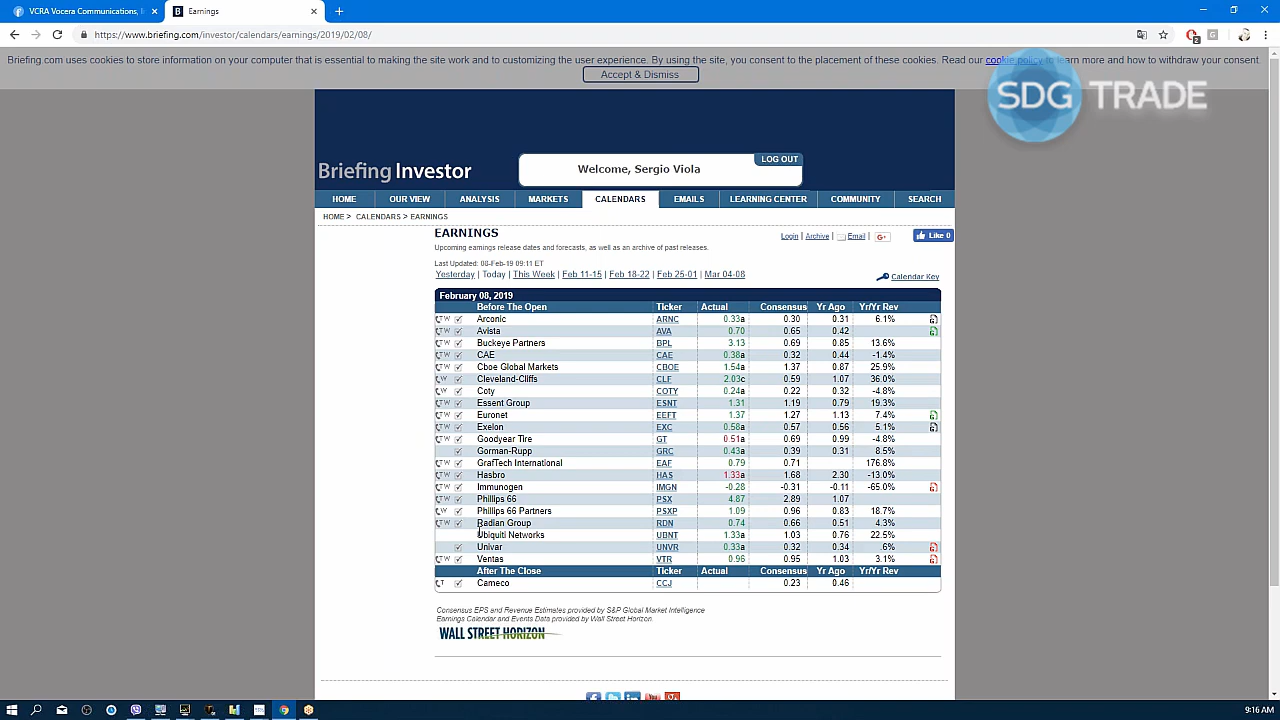 VCRA Vocera Communications, I
Earnings
https://www.briefing.com/investor/calendars/earnings/2019/02/08/
Briefing.com uses cookies to store information on your computer that is essential to making the site work and to customizing the user experience. By using the site, you consent to the placement of these cookies. Read our cookie policy to learn more and how to withdraw your consent.
Accept & Dismiss
SDG TRADE
Briefing Investor
Welcome, Sergio Viola
LOG OUT
HOME OUR VIEW ANALYSIS MARKETS CALENDARS EMAILS LEARNING CENTER COMMUNITY SEARCH
HOME > CALENDARS > EARNINGS
EARNINGS
Login | Archive | Email | G+ Like 0
Upcoming earnings release dates and forecasts, as well as an archive of past releases.
Last Updated: 08-Feb-19 09:11 ET
Yesterday | Today | This Week | Feb 11-15 | Feb 18-22 | Feb 25-01 | Mar 04-08
Calendar Key
February 08, 2019
Before The Open Ticker Actual Consensus Yr Ago Yr/Yr Rev
TW Arconic ARNC 0.33a 0.30 0.31 6.1%
TW Avista AVA 0.70 0.65 0.42
TW Buckeye Partners BPL 3.13 0.69 0.85 13.6%
TW CAE CAE 0.38a 0.32 0.44 -1.4%
TW Cboe Global Markets CBOE 1.54a 1.37 0.87 25.9%
W Cleveland-Cliffs CLF 2.03c 0.59 1.07 36.0%
W Coty COTY 0.24a 0.22 0.32 -4.8%
TW Essent Group ESNT 1.31 1.19 0.79 19.3%
TW Euronet EEFT 1.37 1.27 1.13 7.4%
TW Exelon EXC 0.58a 0.57 0.56 5.1%
TW Goodyear Tire GT 0.51a 0.69 0.99 -4.8%
Gorman-Rupp GRC 0.43a 0.39 0.31 8.5%
TW GrafTech International EAF 0.79 0.71 176.8%
TW Hasbro HAS 1.33a 1.68 2.30 -13.0%
TW Immunogen IMGN -0.28 -0.31 -0.11 -65.0%
TW Phillips 66 PSX 4.87 2.89 1.07
W Phillips 66 Partners PSXP 1.09 0.96 0.83 18.7%
TW Radian Group RDN 0.74 0.66 0.51 4.3%
Ubiquiti Networks UBNT 1.33a 1.03 0.76 22.5%
Univar UNVR 0.33a 0.32 0.34 .6%
TW Ventas VTR 0.96 0.95 1.03 3.1%
After The Close Ticker Actual Consensus Yr Ago Yr/Yr Rev
T Cameco CCJ 0.23 0.46
Consensus EPS and Revenue Estimates provided by S&P Global Market Intelligence
Earnings Calendar and Events Data provided by Wall Street Horizon.
WALL STREET HORIZON
9:16 AM